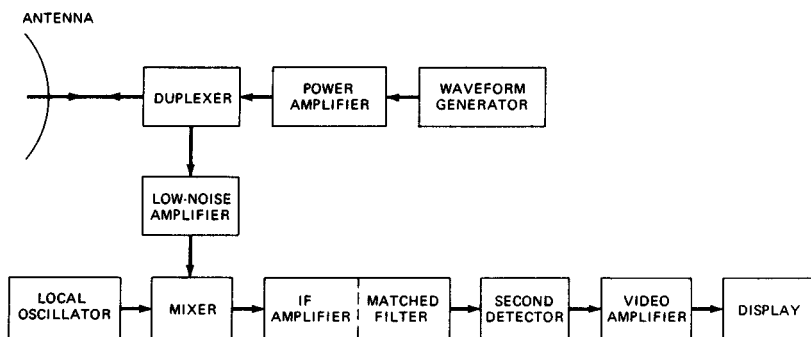 ANTENNA
DUPLEXER
POWER
AMPLIFIER
WAVEFORM
GENERATOR
LOW-NOISE
AMPLIFIER
LOCAL
OSCILLATOR
MIXER
IF
AMPLIFIER
MATCHED
FILTER
SECOND
DETECTOR
VIDEO
AMPLIFIER
DISPLAY